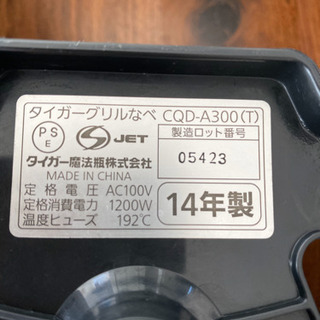 タイガーグリルなべ CQD-A300(T)
PS
E
JET
製造ロット番号
05423
タイガー魔法瓶株式会社
MADE IN CHINA
定格電圧 AC100V
定格消費電力 1200W
温度ヒューズ 192℃
14年製